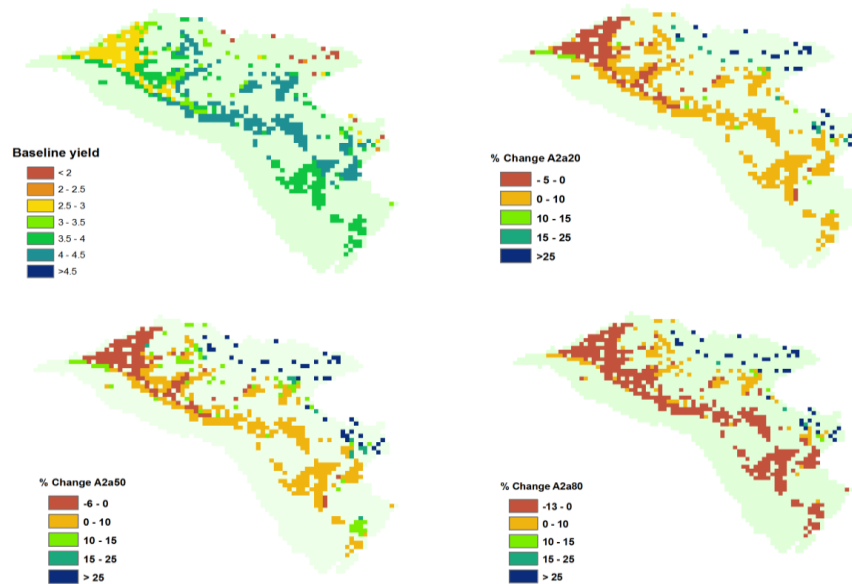 Baseline yield
< 2
2 - 2.5
2.5 - 3
3 - 3.5
3.5 - 4
4 - 4.5
>4.5
% Change A2a20
- 5 - 0
0 - 10
10 - 15
15 - 25
>25
% Change A2a50
-6 - 0
0 - 10
10 - 15
15 - 25
> 25
% Change A2a80
-13 - 0
0 - 10
10 - 15
15 - 25
> 25